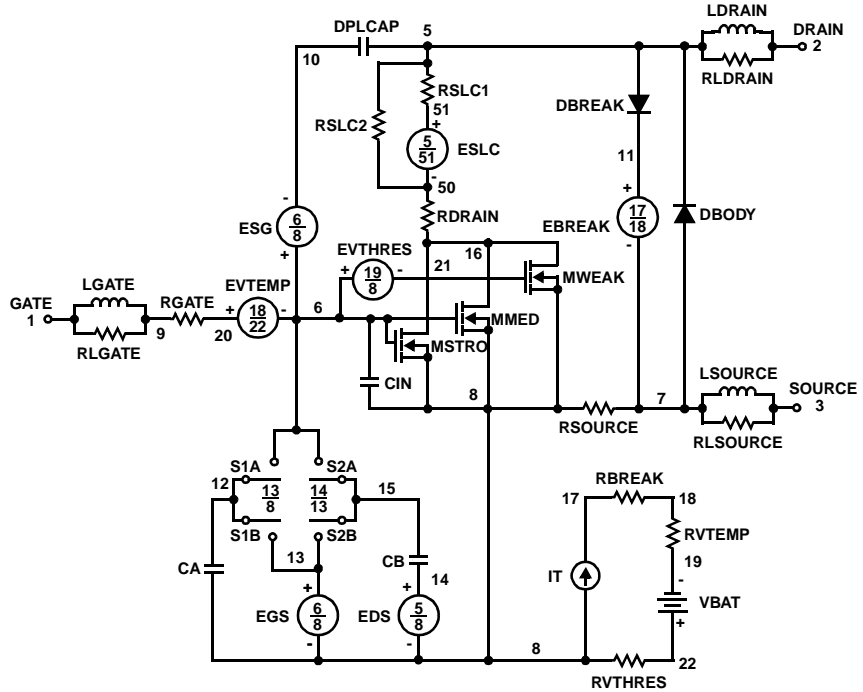 LDRAIN
DPLCAP 5 DRAIN
10 2
RSLC1 RLDRAIN
51
RSLC2 + DBREAK
5
51 ESLC
- 11
50
- +
ESG 6
8 RDRAIN EBREAK 17
18 DBODY
+ EVTHRES 16 -
+ 19
8 - 21 MWEAK
LGATE EVTEMP
GATE RGATE + 18
22 - 6 MMED
1 9 20
RLGATE MSTRO
LSOURCE
CIN 8 7 SOURCE
3
RSOURCE RLSOURCE
S1A S2A
12 13
8 14
13 15 RBREAK
17 18
S1B S2B RVTEMP
13 CB 19
CA 14 IT -
+ + VBAT
EGS 6
8 EDS 5
8 +
- - 8 22
RVTHRES